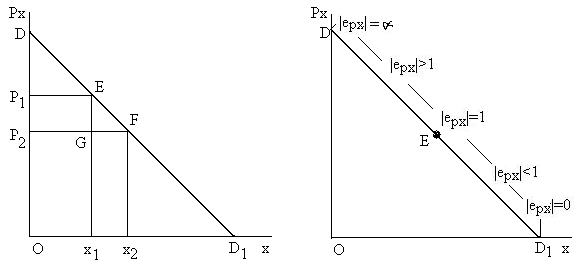 Px
D
P1
E
P2
F
G
O
x1
x2
D1
x
Px
D
|epx|=∝
|epx|>1
|epx|=1
E
|epx|<1
|epx|=0
O
D1
x